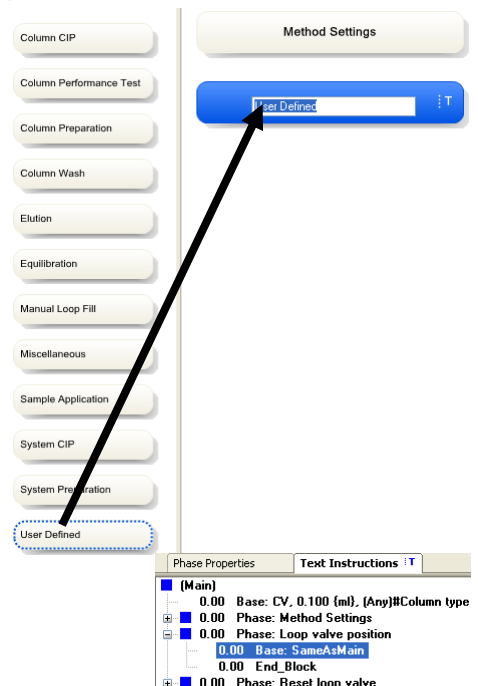 Column CIP
Column Performance Test
Column Preparation
Column Wash
Elution
Equilibration
Manual Loop Fill
Miscellaneous
Sample Application
System CIP
System Preparation
User Defined
Method Settings
User Defined
T
Phase Properties
Text Instructions T
(Main)
0.00 Base: CV, 0.100 {ml}, (Any)#Column type
0.00 Phase: Method Settings
0.00 Phase: Loop valve position
0.00 Base: SameAsMain
0.00 End_Block
0.00 Phase: Reset loop valve